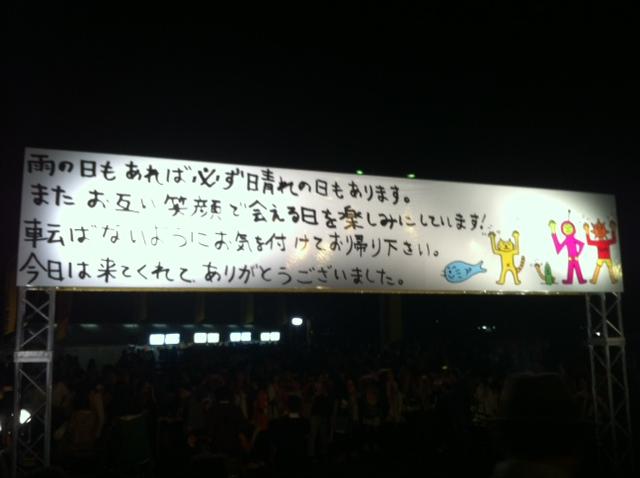 雨の日もあれば必ず晴れの日もあります。
またお互い笑顔で会える日を楽しみにしています!
転ばないようにお気を付けてお帰り下さい。
今日は来てくれてありがとうございました。